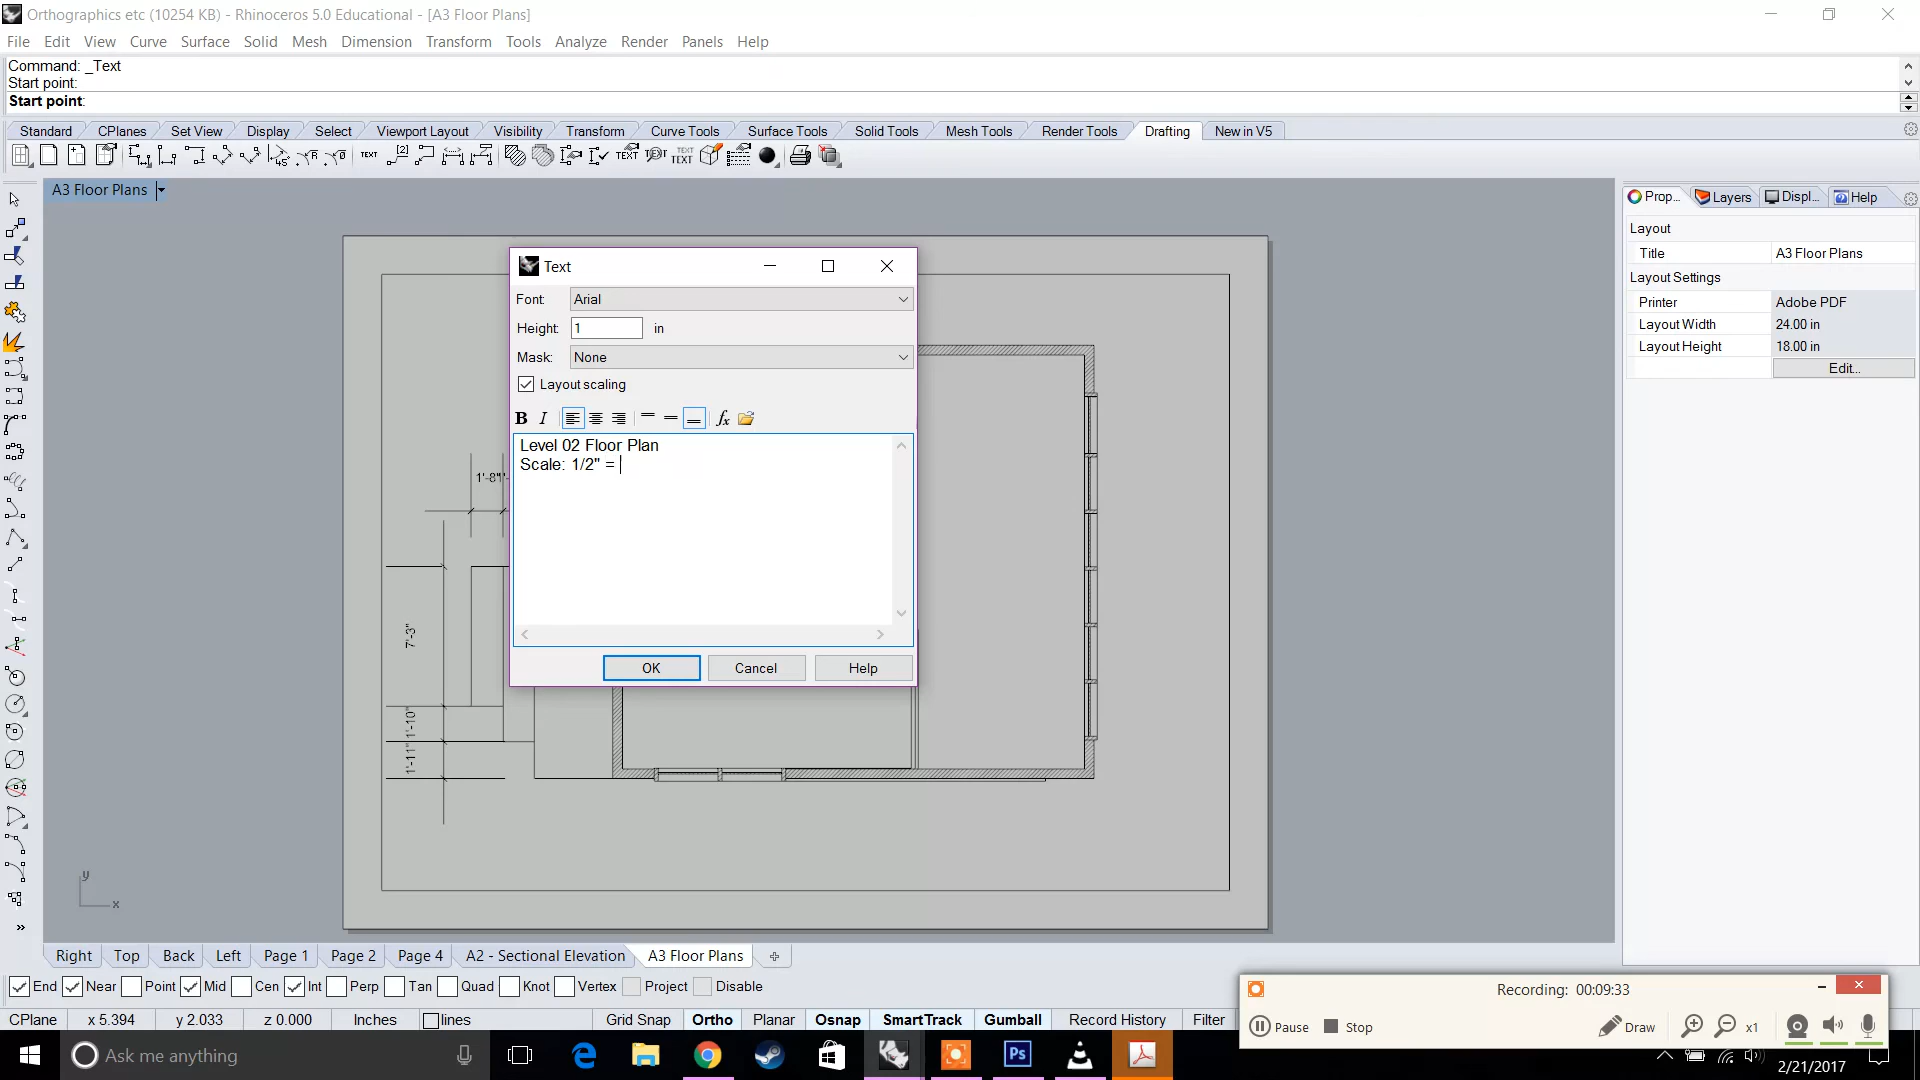 Orthographics etc (10254 KB) - Rhinoceros 5.0 Educational - [A3 Floor Plans]
File Edit View Curve Surface Solid Mesh Dimension Transform Tools Analyze Render Panels Help
Command: _Text
Start point:
Start point:
Standard CPlanes Set View Display Select Viewport Layout Visibility Transform Curve Tools Surface Tools Solid Tools Mesh Tools Render Tools Drafting New in V5
A3 Floor Plans
Prop... Layers Displ... Help
Layout
Title A3 Floor Plans
Layout Settings
Printer Adobe PDF
Layout Width 24.00 in
Layout Height 18.00 in
Edit...
Text
Font: Arial
Height: 1 in
Mask: None
Layout scaling
B I fx
Level 02 Floor Plan
Scale: 1/2" =
OK Cancel Help
1'-8"
7'-3"
1'-10"
1'-11"
y
x
Right Top Back Left Page 1 Page 2 Page 4 A2 - Sectional Elevation A3 Floor Plans
End Near Point Mid Cen Int Perp Tan Quad Knot Vertex Project Disable
CPlane x 5.394 y 2.033 z 0.000 Inches lines Grid Snap Ortho Planar Osnap SmartTrack Gumball Record History Filter
Recording: 00:09:33
Pause Stop Draw x1
Ask me anything
Ps
2/21/2017